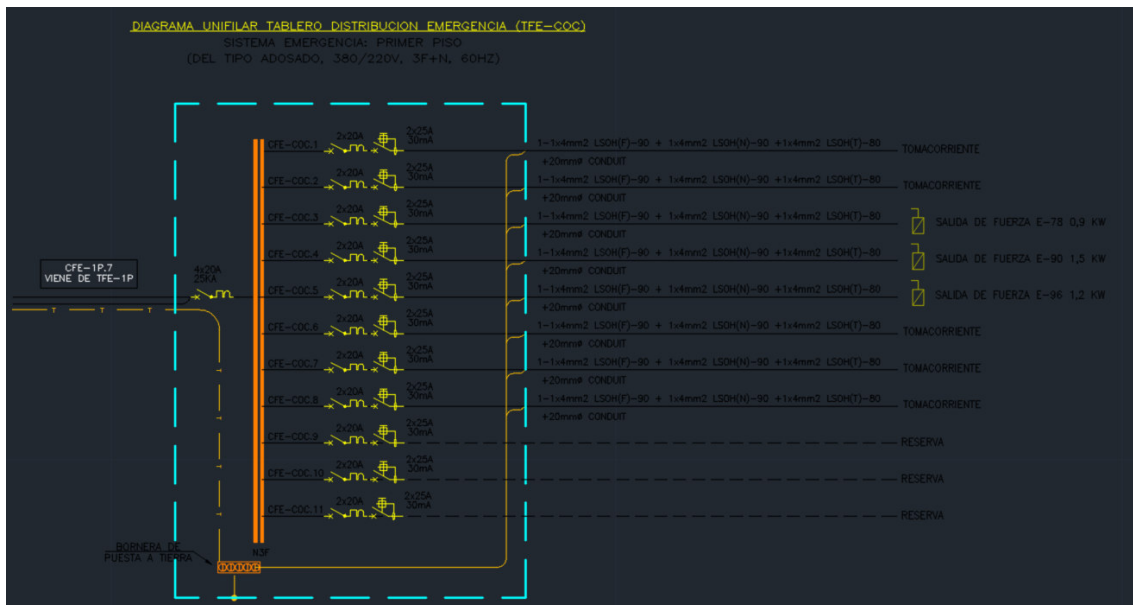 DIAGRAMA UNIFILAR TABLERO DISTRIBUCION EMERGENCIA (TFE-COC)
SISTEMA EMERGENCIA: PRIMER PISO
(DEL TIPO ADOSADO, 380/220V, 3F+N, 60HZ)
CFE-1P.7
VIENE DE TFE-1P
4x20A
25KA
CFE-COC.1 2x20A 2x25A 30mA 1-1x4mm2 LSOH(F)-90 + 1x4mm2 LSOH(N)-90 +1x4mm2 LSOH(T)-80 TOMACORRIENTE
+20mmø CONDUIT
CFE-COC.2 2x20A 2x25A 30mA 1-1x4mm2 LSOH(F)-90 + 1x4mm2 LSOH(N)-90 +1x4mm2 LSOH(T)-80 TOMACORRIENTE
+20mmø CONDUIT
CFE-COC.3 2x20A 2x25A 30mA 1-1x4mm2 LSOH(F)-90 + 1x4mm2 LSOH(N)-90 +1x4mm2 LSOH(T)-80 SALIDA DE FUERZA E-78 0,9 KW
+20mmø CONDUIT
CFE-COC.4 2x20A 2x25A 30mA 1-1x4mm2 LSOH(F)-90 + 1x4mm2 LSOH(N)-90 +1x4mm2 LSOH(T)-80 SALIDA DE FUERZA E-90 1,5 KW
+20mmø CONDUIT
CFE-COC.5 2x20A 2x25A 30mA 1-1x4mm2 LSOH(F)-90 + 1x4mm2 LSOH(N)-90 +1x4mm2 LSOH(T)-80 SALIDA DE FUERZA E-96 1,2 KW
+20mmø CONDUIT
CFE-COC.6 2x20A 2x25A 30mA 1-1x4mm2 LSOH(F)-90 + 1x4mm2 LSOH(N)-90 +1x4mm2 LSOH(T)-80 TOMACORRIENTE
+20mmø CONDUIT
CFE-COC.7 2x20A 2x25A 30mA 1-1x4mm2 LSOH(F)-90 + 1x4mm2 LSOH(N)-90 +1x4mm2 LSOH(T)-80 TOMACORRIENTE
+20mmø CONDUIT
CFE-COC.8 2x20A 2x25A 30mA 1-1x4mm2 LSOH(F)-90 + 1x4mm2 LSOH(N)-90 +1x4mm2 LSOH(T)-80 TOMACORRIENTE
+20mmø CONDUIT
CFE-COC.9 2x20A 2x25A 30mA RESERVA
CFE-COC.10 2x20A 2x25A 30mA RESERVA
CFE-COC.11 2x20A 2x25A 30mA RESERVA
T T T
N3F
BORNERA DE
PUESTA A TIERRA